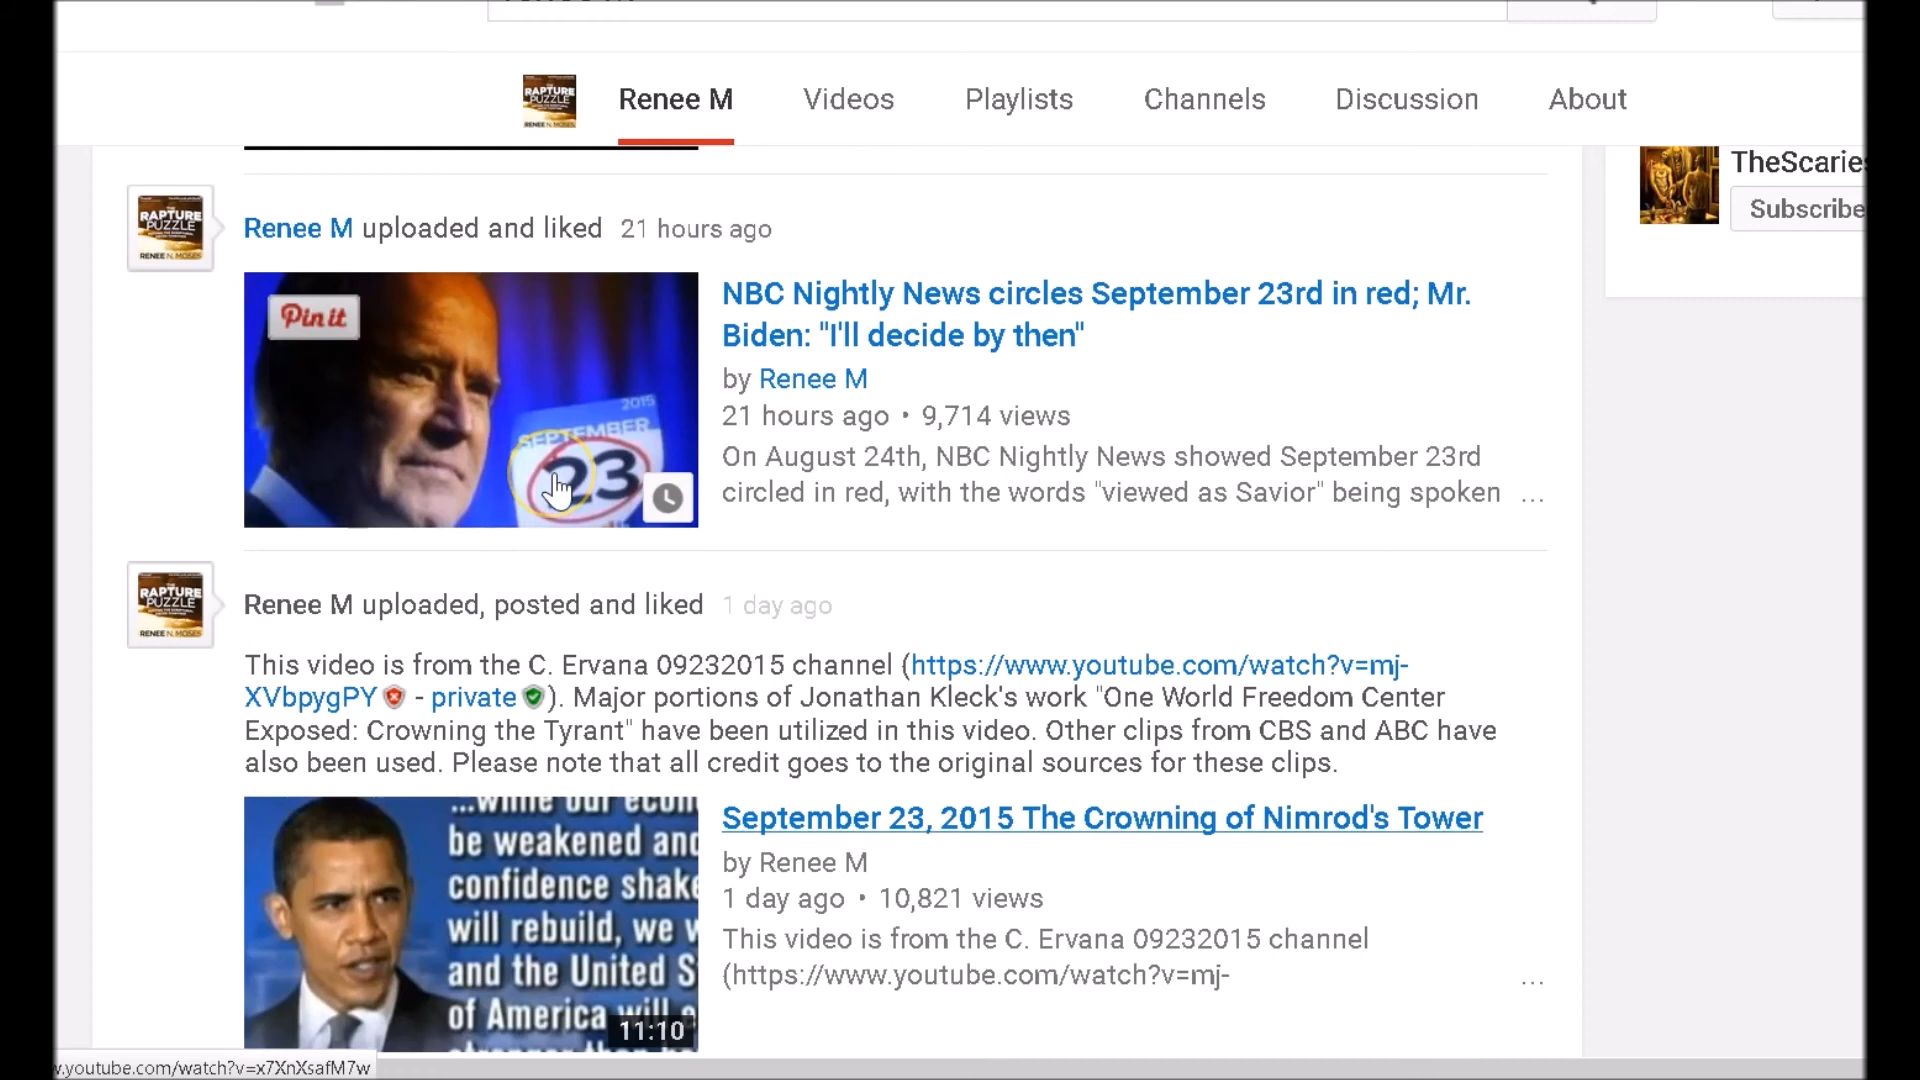 Renee M
Videos
Playlists
Channels
Discussion
About
RAPTURE
PUZZLE
RENEE N. MOSES
TheScaries
Subscribe
RAPTURE
PUZZLE
RENEE N. MOSES
Renee M uploaded and liked 21 hours ago
Pin it
2015
SEPTEMBER
23
NBC Nightly News circles September 23rd in red; Mr.
Biden: "I'll decide by then"
by Renee M
21 hours ago • 9,714 views
On August 24th, NBC Nightly News showed September 23rd
circled in red, with the words "viewed as Savior" being spoken ...
RAPTURE
PUZZLE
RENEE N. MOSES
Renee M uploaded, posted and liked 1 day ago
This video is from the C. Ervana 09232015 channel (https://www.youtube.com/watch?v=mj-
XVbpygPY - private ). Major portions of Jonathan Kleck's work "One World Freedom Center
Exposed: Crowning the Tyrant" have been utilized in this video. Other clips from CBS and ABC have
also been used. Please note that all credit goes to the original sources for these clips.
...while our econ
be weakened and
confidence shake
will rebuild, we w
and the United S
of America will e
11:10
September 23, 2015 The Crowning of Nimrod's Tower
by Renee M
1 day ago • 10,821 views
This video is from the C. Ervana 09232015 channel
(https://www.youtube.com/watch?v=mj- ...
w.youtube.com/watch?v=x7XnXsafM7w